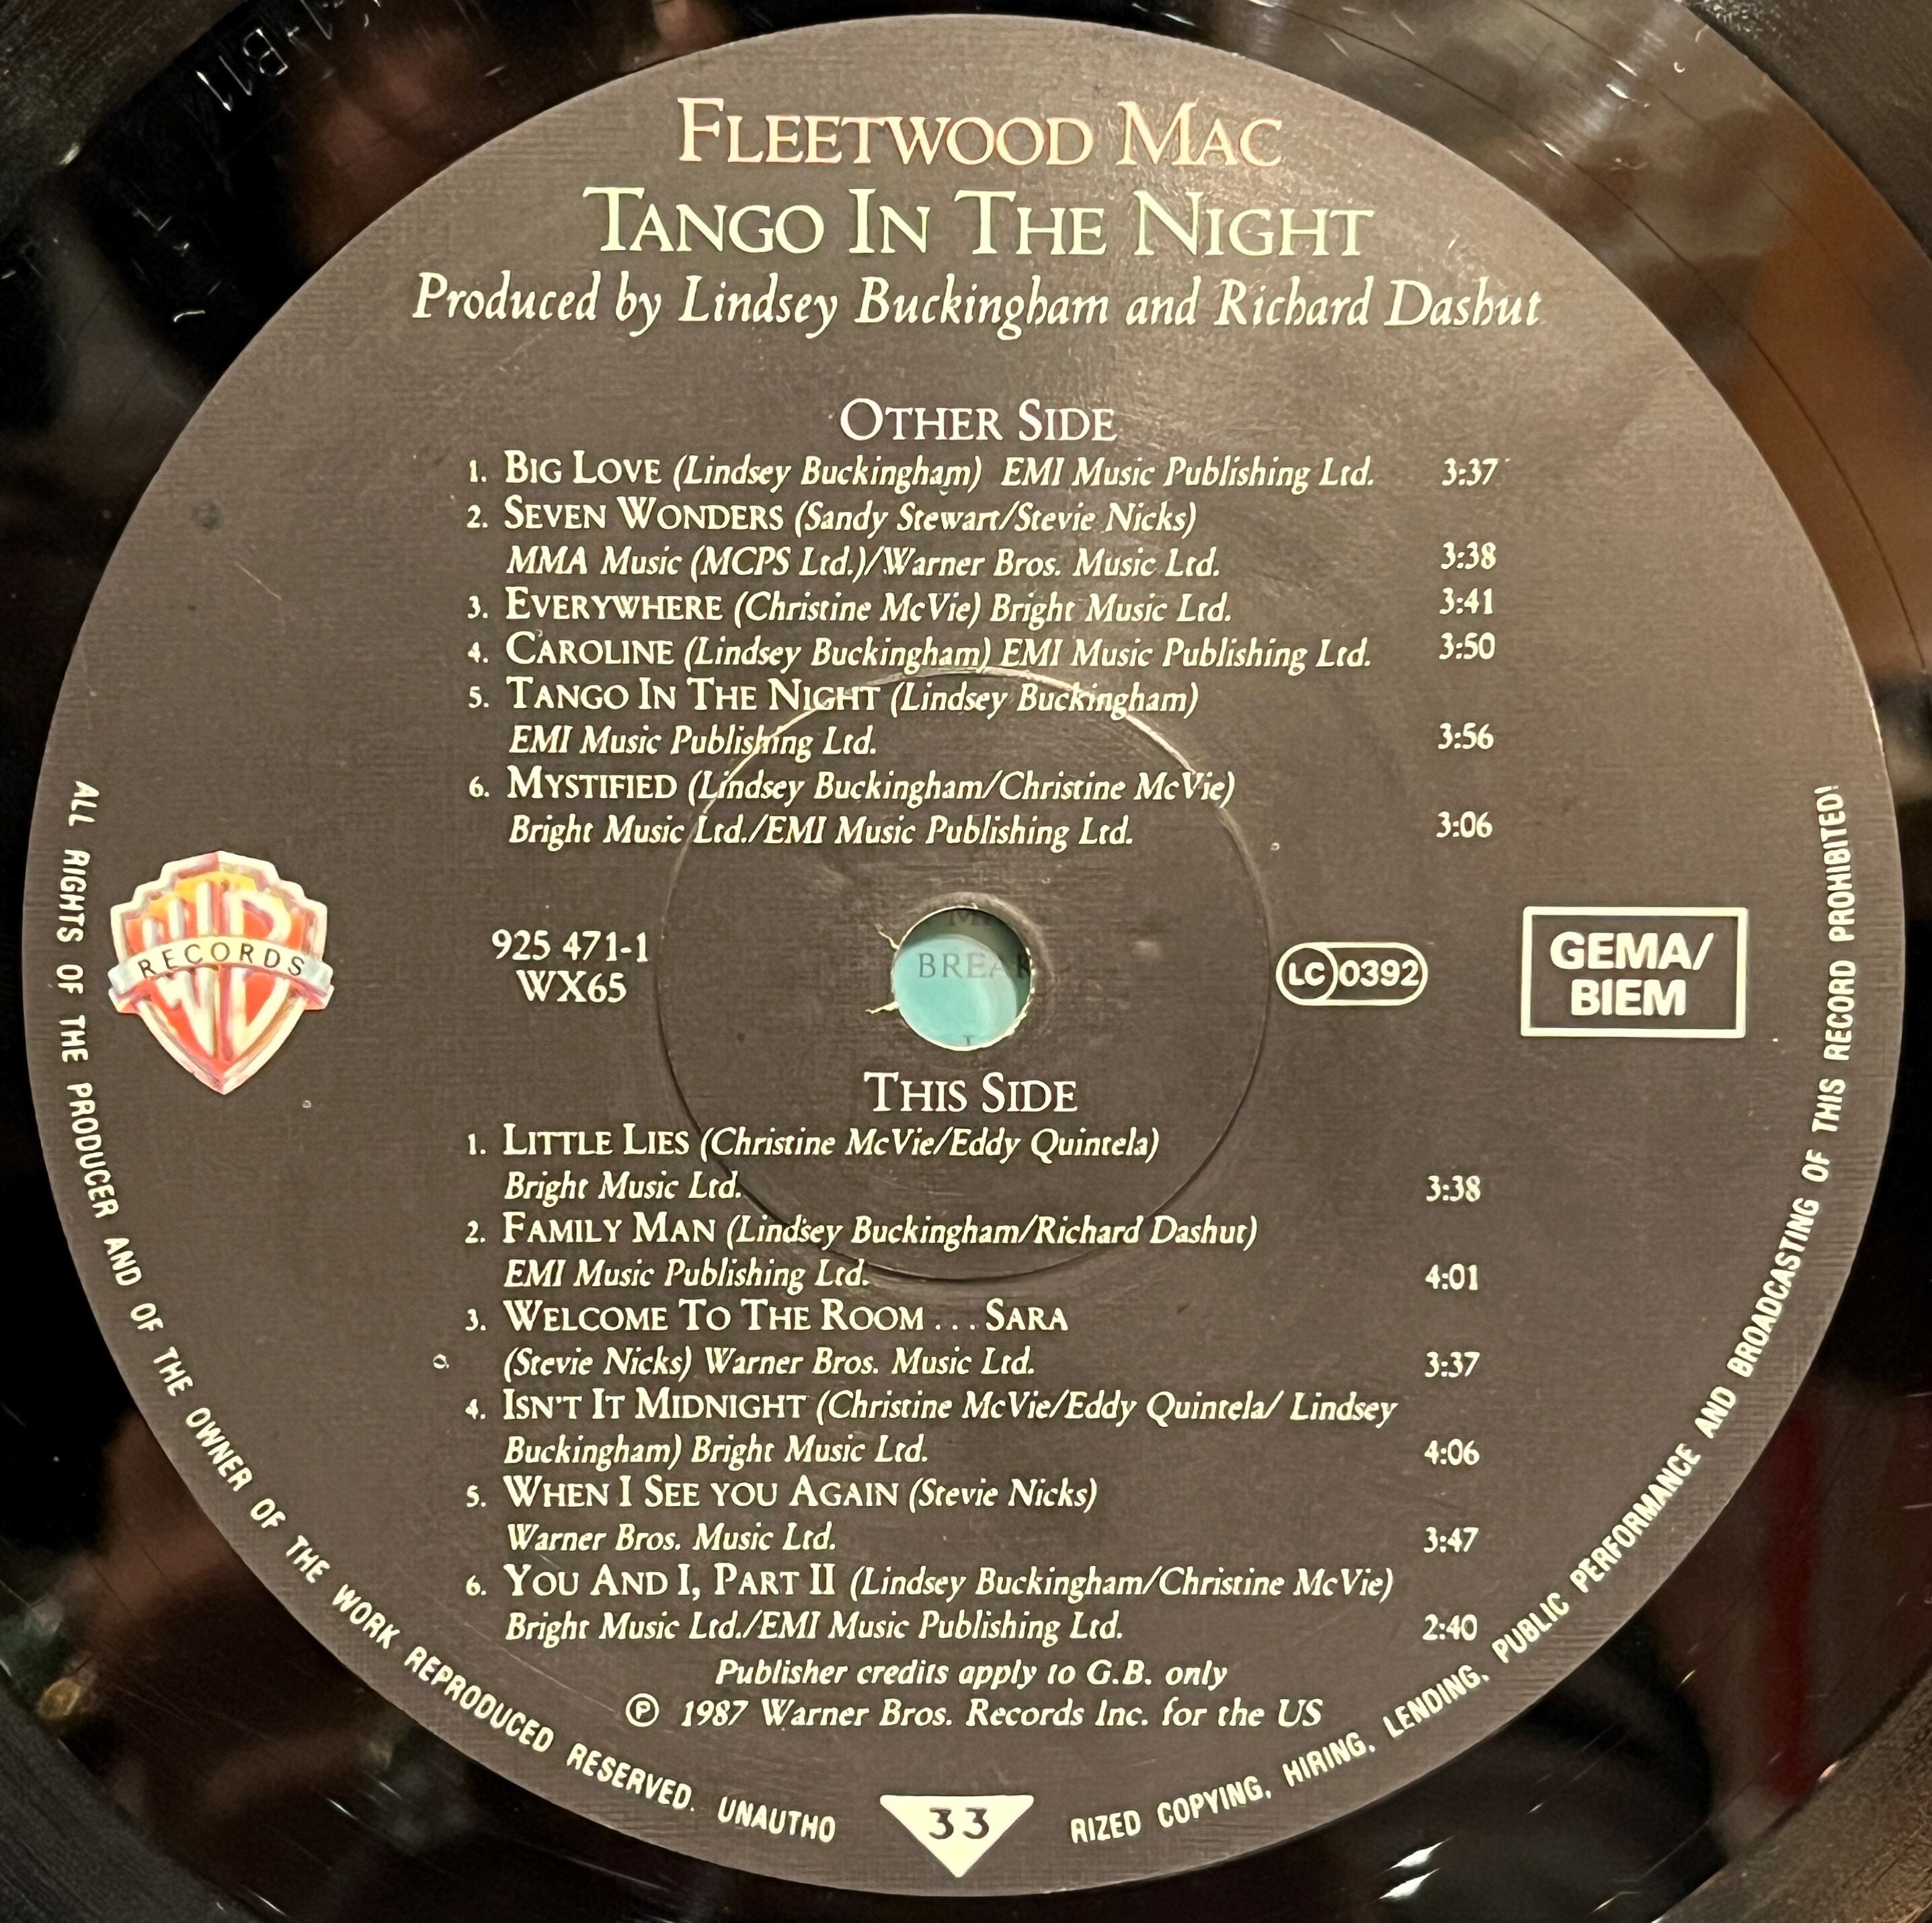 FLEETWOOD MAC
TANGO IN THE NIGHT
Produced by Lindsey Buckingham and Richard Dashut
OTHER SIDE
1. BIG LOVE (Lindsey Buckingham) EMI Music Publishing Ltd. 3:37
2. SEVEN WONDERS (Sandy Stewart/Stevie Nicks)
MMA Music (MCPS Ltd.)/Warner Bros. Music Ltd. 3:38
3. EVERYWHERE (Christine McVie) Bright Music Ltd. 3:41
4. CAROLINE (Lindsey Buckingham) EMI Music Publishing Ltd. 3:50
5. TANGO IN THE NIGHT (Lindsey Buckingham)
EMI Music Publishing Ltd. 3:56
6. MYSTIFIED (Lindsey Buckingham/Christine McVie)
Bright Music Ltd./EMI Music Publishing Ltd. 3:06
WB RECORDS
925 471-1
WX65
BREAK
LC 0392
GEMA/
BIEM
THIS SIDE
1. LITTLE LIES (Christine McVie/Eddy Quintela)
Bright Music Ltd. 3:38
2. FAMILY MAN (Lindsey Buckingham/Richard Dashut)
EMI Music Publishing Ltd. 4:01
3. WELCOME TO THE ROOM . . . SARA
(Stevie Nicks) Warner Bros. Music Ltd. 3:37
4. ISN'T IT MIDNIGHT (Christine McVie/Eddy Quintela/ Lindsey
Buckingham) Bright Music Ltd. 4:06
5. WHEN I SEE YOU AGAIN (Stevie Nicks)
Warner Bros. Music Ltd. 3:47
6. YOU AND I, PART II (Lindsey Buckingham/Christine McVie)
Bright Music Ltd./EMI Music Publishing Ltd. 2:40
Publisher credits apply to G.B. only
℗ 1987 Warner Bros. Records Inc. for the US
ALL RIGHTS OF THE PRODUCER AND OF THE OWNER OF THE WORK REPRODUCED RESERVED. UNAUTHO
33
RIZED COPYING, HIRING, LENDING, PUBLIC PERFORMANCE AND BROADCASTING OF THIS RECORD PROHIBITED!